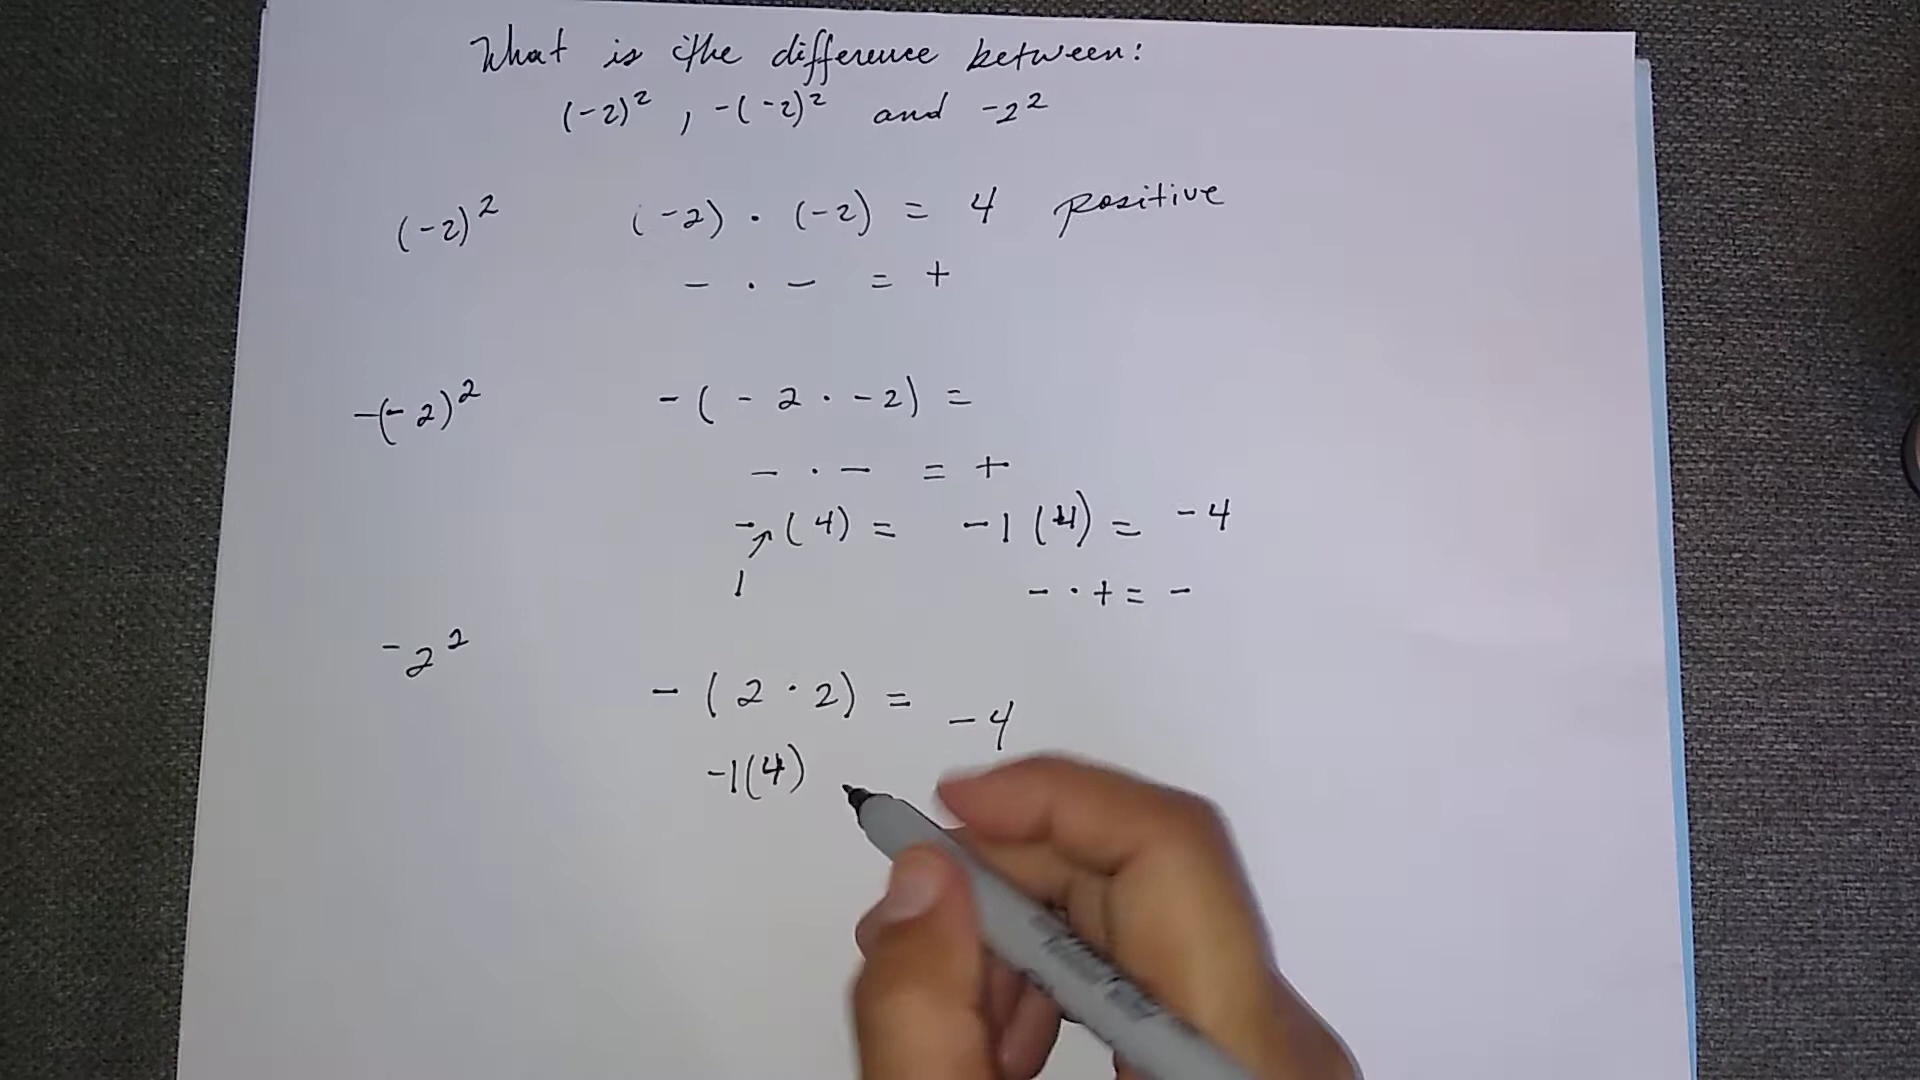 What is the difference between:
(-2)², -(-2)² and -2²
(-2)² (-2) · (-2) = 4 positive
- · - = +
-(-2)² -(-2 · -2) =
- · - = +
-(4) = -1(4) = -4
1 - · + = -
-2² -(2 · 2) = -4
-1(4)